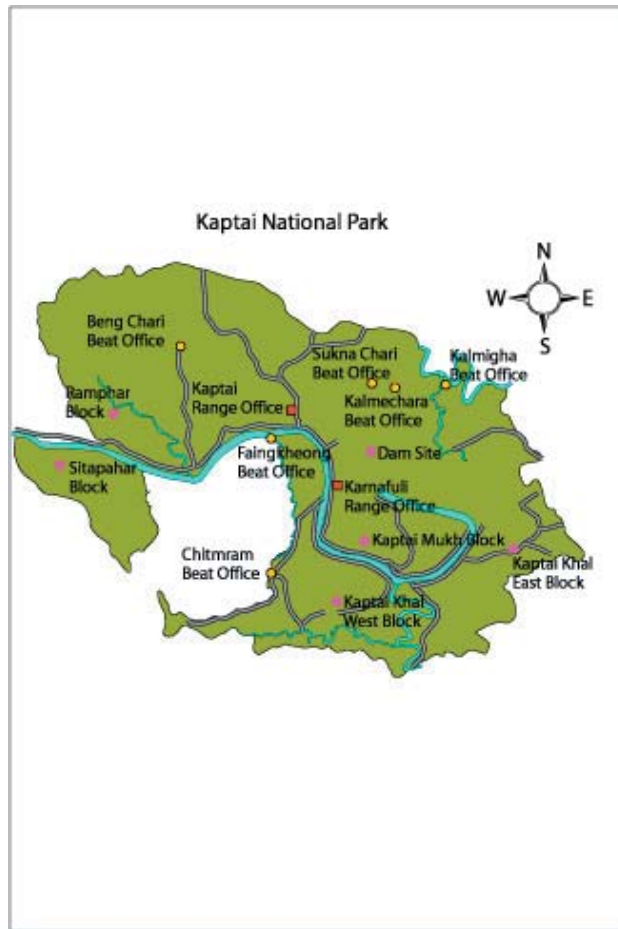 Kaptai National Park
N
W
E
S
Beng Chari
Beat Office
Sukna Chari
Beat Office
Kalmigha
Beat Office
Ramphar
Block
Kaptai
Range Office
Kalmechara
Beat Office
Faingkheong
Beat Office
Dam Site
Sitapahar
Block
Karnafuli
Range Office
Kaptai Mukh Block
Chitmram
Beat Office
Kaptai Khal
East Block
Kaptai Khal
West Block